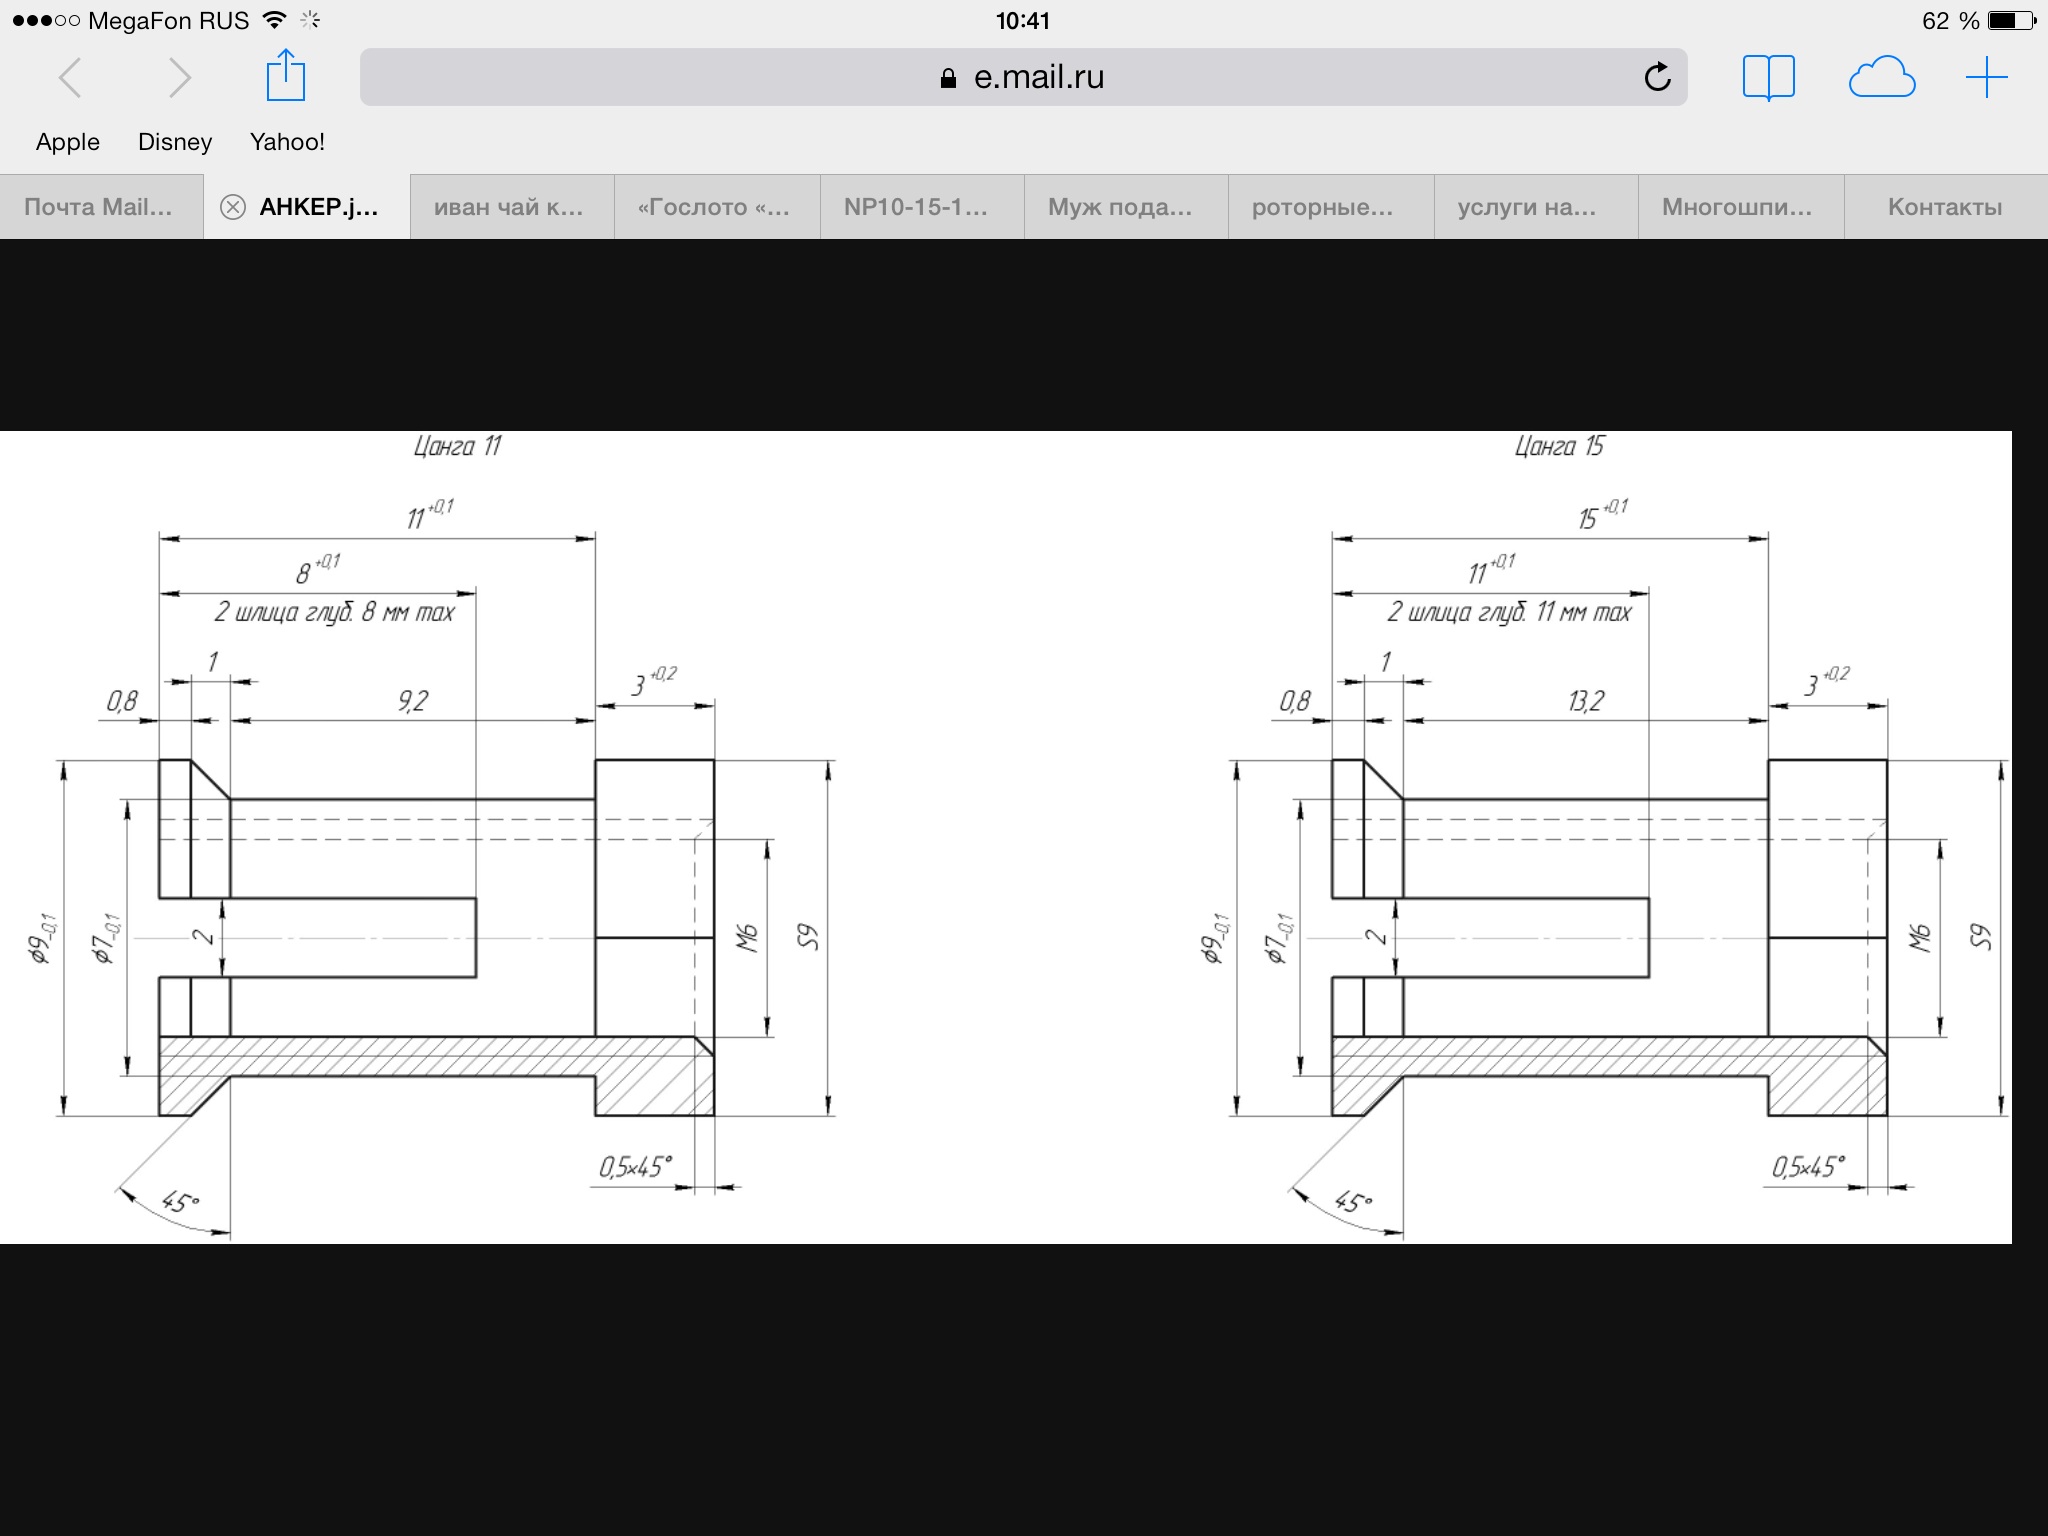 MegaFon RUS
10:41
62 %
e.mail.ru
Apple Disney Yahoo!
Почта Mail...
АНКЕР.j...
иван чай к...
«Гослото «...
NP10-15-1...
Муж пода...
роторные...
услуги на...
Многошпи...
Контакты
Цанга 11
11 +0,1
8 +0,1
2 шлица глуб. 8 мм max
1
0,8
9,2
3 +0,2
ϕ9 -0,1
ϕ7 -0,1
2
M6
S9
0,5x45°
45°
Цанга 15
15 +0,1
11 +0,1
2 шлица глуб. 11 мм max
1
0,8
13,2
3 +0,2
ϕ9 -0,1
ϕ7 -0,1
2
M6
S9
0,5x45°
45°